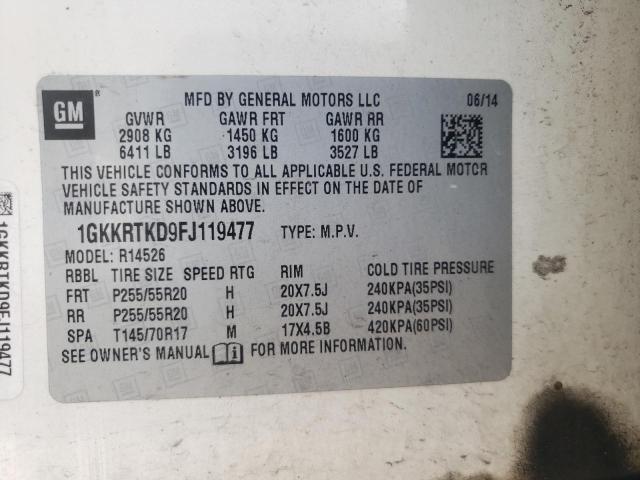 GM
®
MFD BY GENERAL MOTORS LLC 06/14
GVWR GAWR FRT GAWR RR
2908 KG 1450 KG 1600 KG
6411 LB 3196 LB 3527 LB
THIS VEHICLE CONFORMS TO ALL APPLICABLE U.S. FEDERAL MOTOR
VEHICLE SAFETY STANDARDS IN EFFECT ON THE DATE OF
MANUFACTURE SHOWN ABOVE.
1GKKRTKD9FJ119477 TYPE: M.P.V.
MODEL: R14526
RBBL TIRE SIZE SPEED RTG RIM COLD TIRE PRESSURE
FRT P255/55R20 H 20X7.5J 240KPA(35PSI)
RR P255/55R20 H 20X7.5J 240KPA(35PSI)
SPA T145/70R17 M 17X4.5B 420KPA(60PSI)
SEE OWNER'S MANUAL FOR MORE INFORMATION.
1GKKRTKD9FJ119477